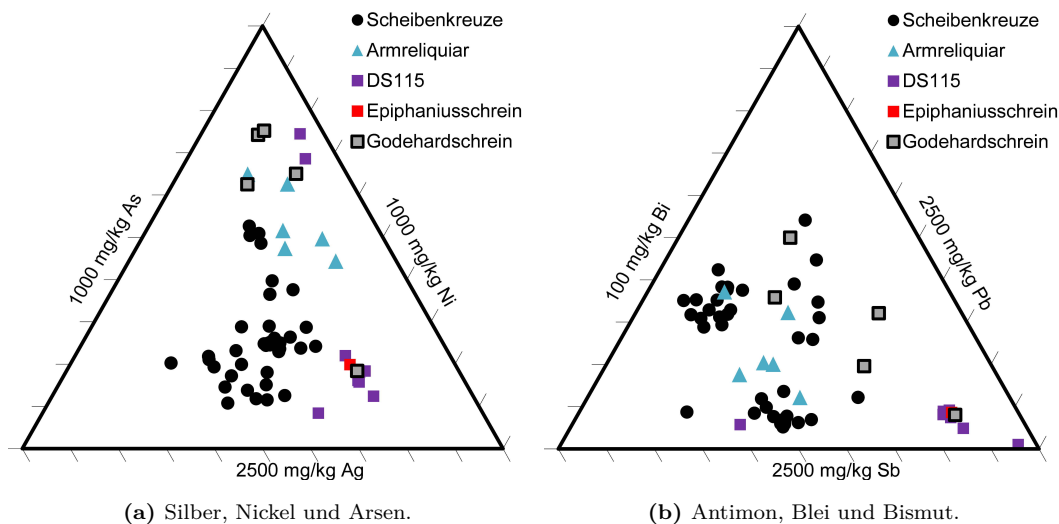 Scheibenkreuze
Armreliquiar
DS115
Epiphaniusschrein
Godehardschrein
1000 mg/kg As
1000 mg/kg Ni
2500 mg/kg Ag
(a) Silber, Nickel und Arsen.
Scheibenkreuze
Armreliquiar
DS115
Epiphaniusschrein
Godehardschrein
100 mg/kg Bi
2500 mg/kg Pb
2500 mg/kg Sb
(b) Antimon, Blei und Bismut.